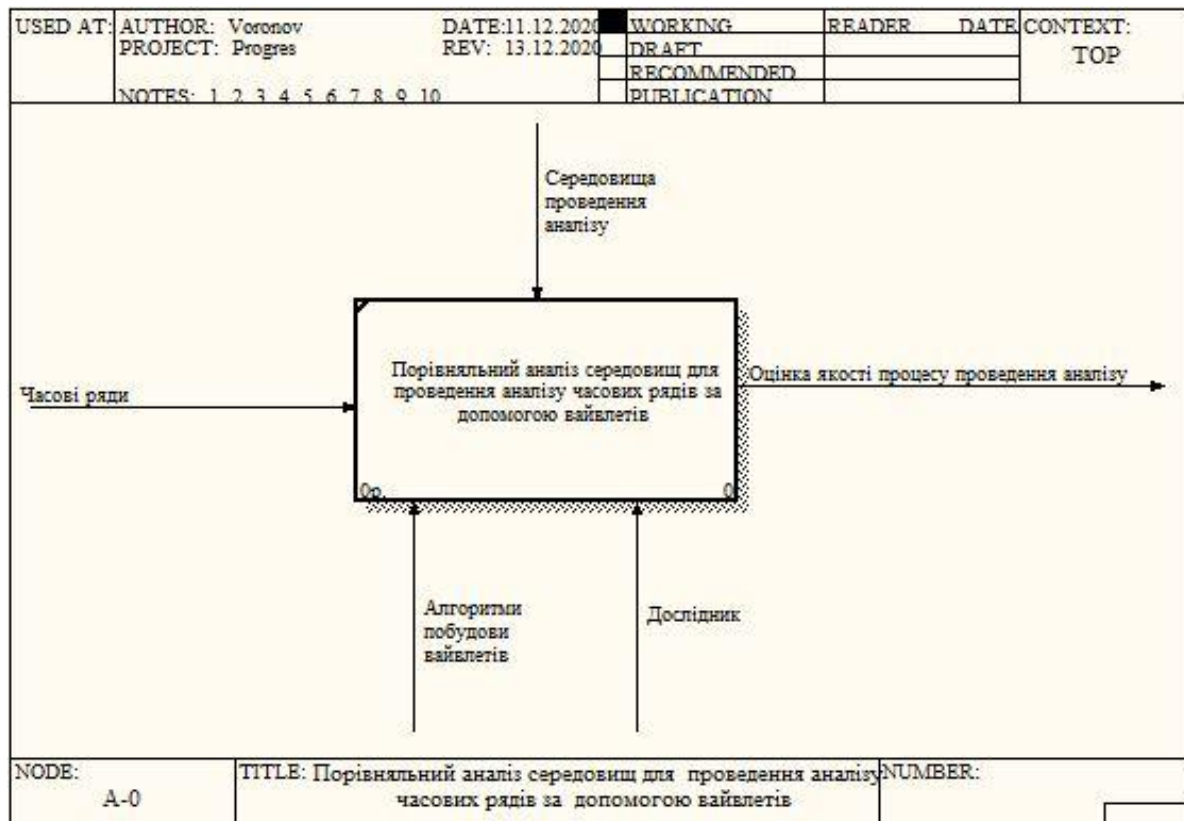 USED AT: AUTHOR: Voronov DATE:11.12.2020 WORKING READER DATE CONTEXT:
PROJECT: Progres REV: 13.12.2020 DRAFT TOP
RECOMMENDED
NOTES: 1 2 3 4 5 6 7 8 9 10 PUBLICATION
Середовища
проведення
аналізу
Порівняльний аналіз середовищ для
проведення аналізу часових рядів за
допомогою вайвлетів
Оцінка якості процесу проведення аналізу
Часові ряди
0р. 0
Алгоритми
побудови
вайвлетів
Дослідник
NODE: TITLE: Порівняльний аналіз середовищ для проведення аналізу NUMBER:
A-0 часових рядів за допомогою вайвлетів